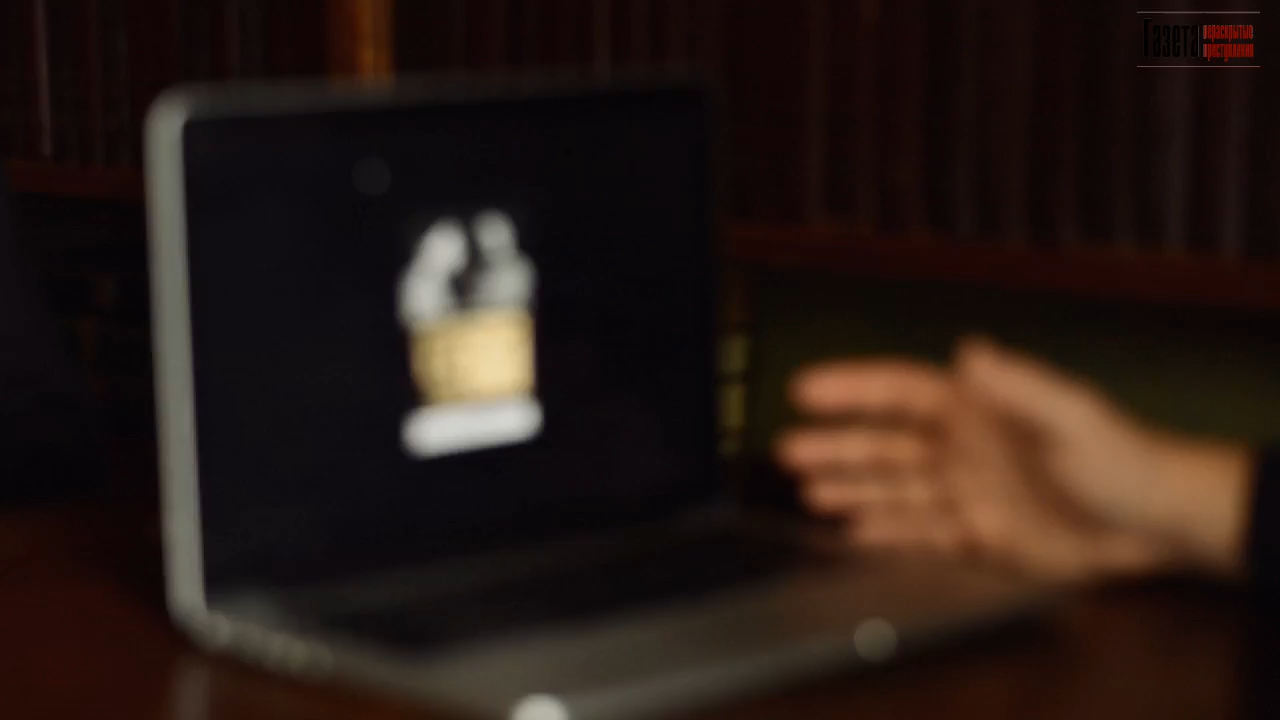 Газета
нераскрытые
преступления